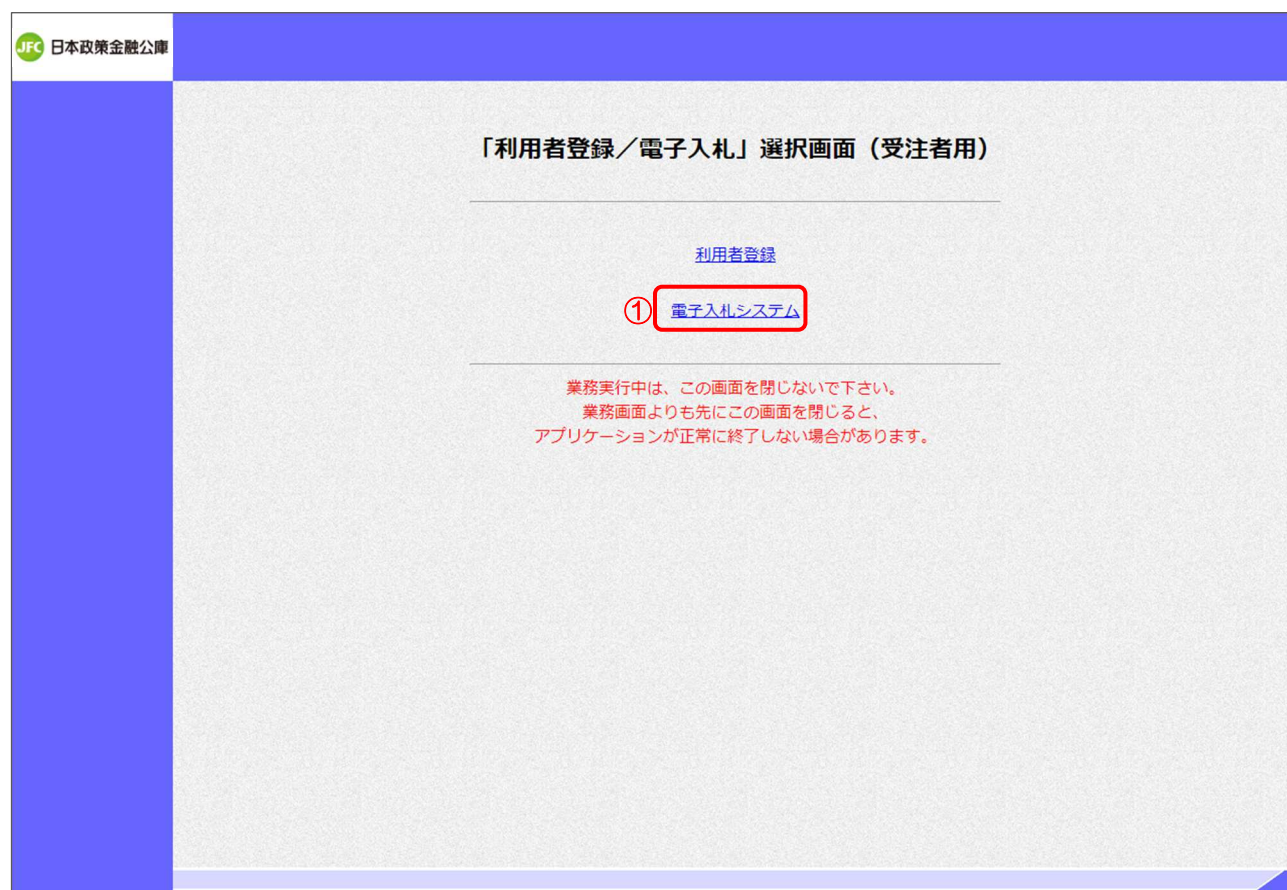 JFC 日本政策金融公庫
「利用者登録／電子入札」選択画面（受注者用）
利用者登録
① 電子入札システム
業務実行中は、この画面を閉じないで下さい。
業務画面よりも先にこの画面を閉じると、
アプリケーションが正常に終了しない場合があります。